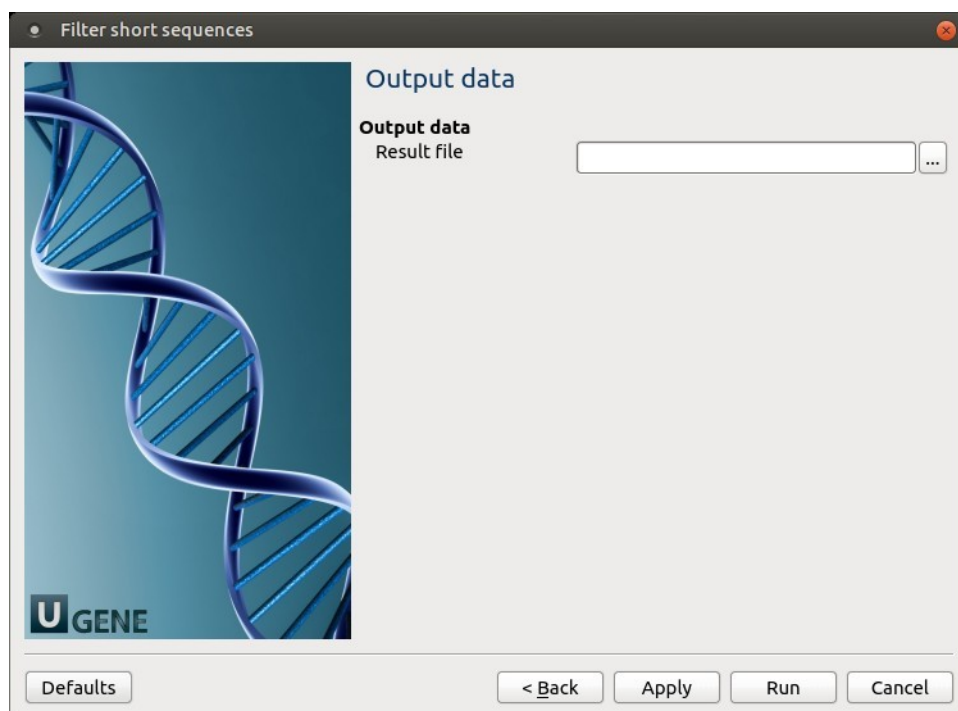 Filter short sequences
Output data
Output data
Result file
...
U GENE
Defaults
< Back
Apply
Run
Cancel